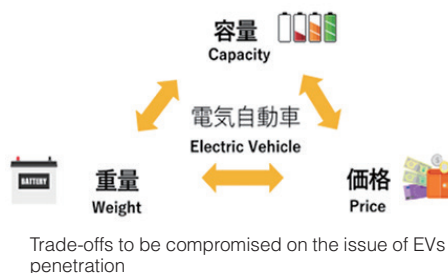 容量
Capacity
電気自動車
Electric Vehicle
BATTERY
重量
Weight
価格
Price
Trade-offs to be compromised on the issue of EVs
penetration